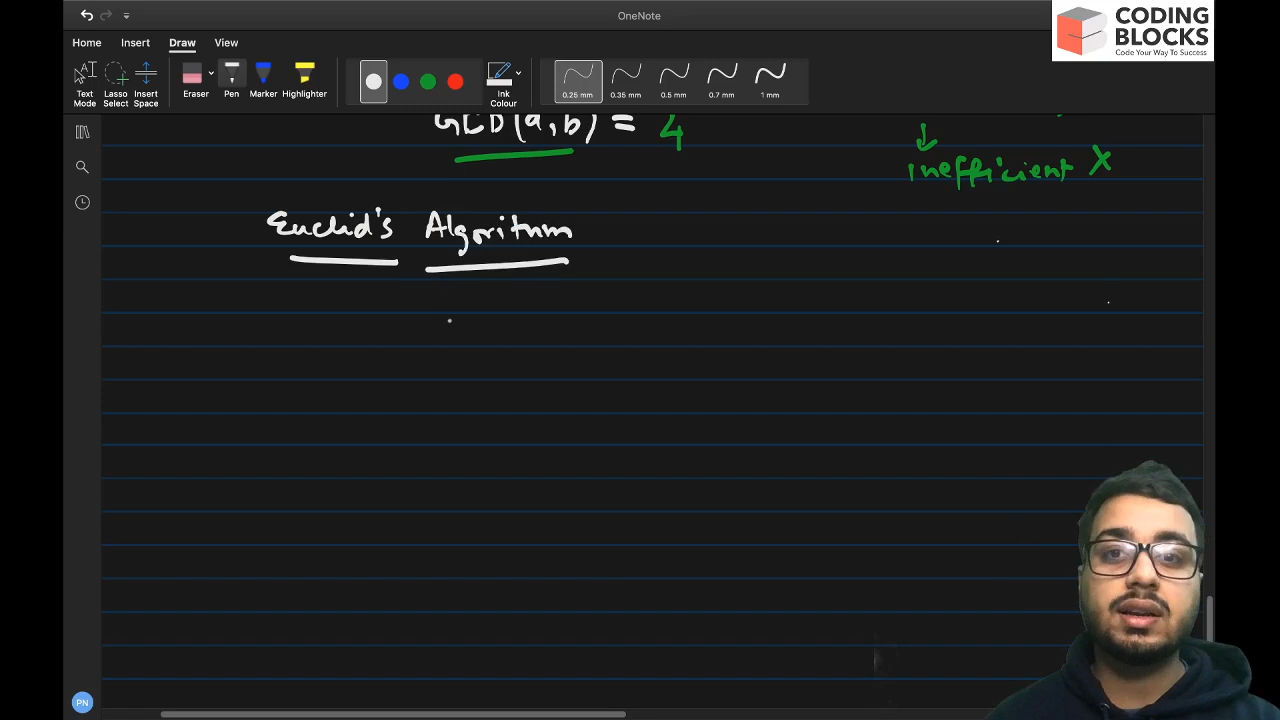 OneNote
CODING
BLOCKS
Code Your Way To Success
Home Insert Draw View
Text Mode
Lasso Select
Insert Space
Eraser
Pen
Marker
Highlighter
Ink Colour
0.25 mm
0.35 mm
0.5 mm
0.7 mm
1 mm
GCD(a,b) = 4
inefficient X
Euclid's Algoritum
PN